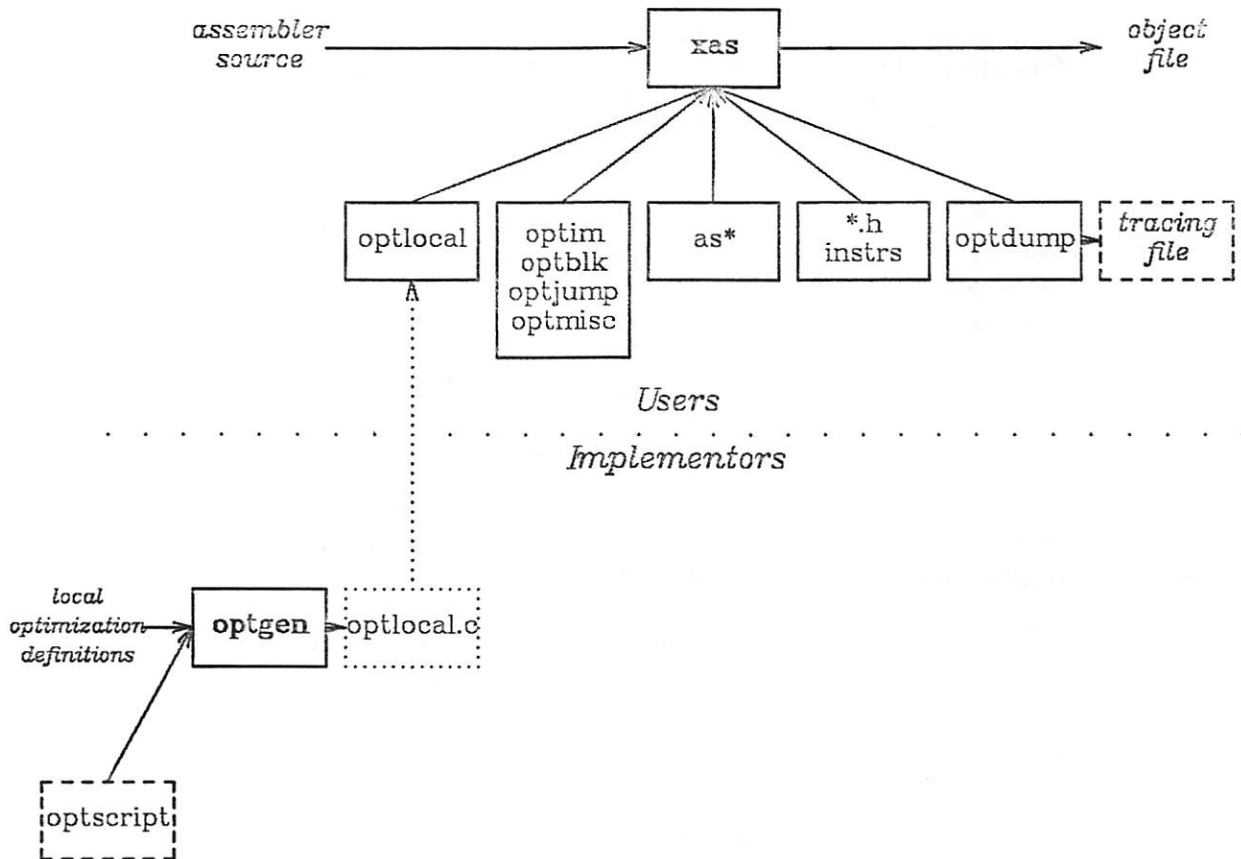 assembler
source
xas
object
file
optlocal
optim
optblk
optjump
optmisc
as*
*.h
instrs
optdump
tracing
file
Users
Implementors
local
optimization
definitions
optgen
optlocal.c
optscript